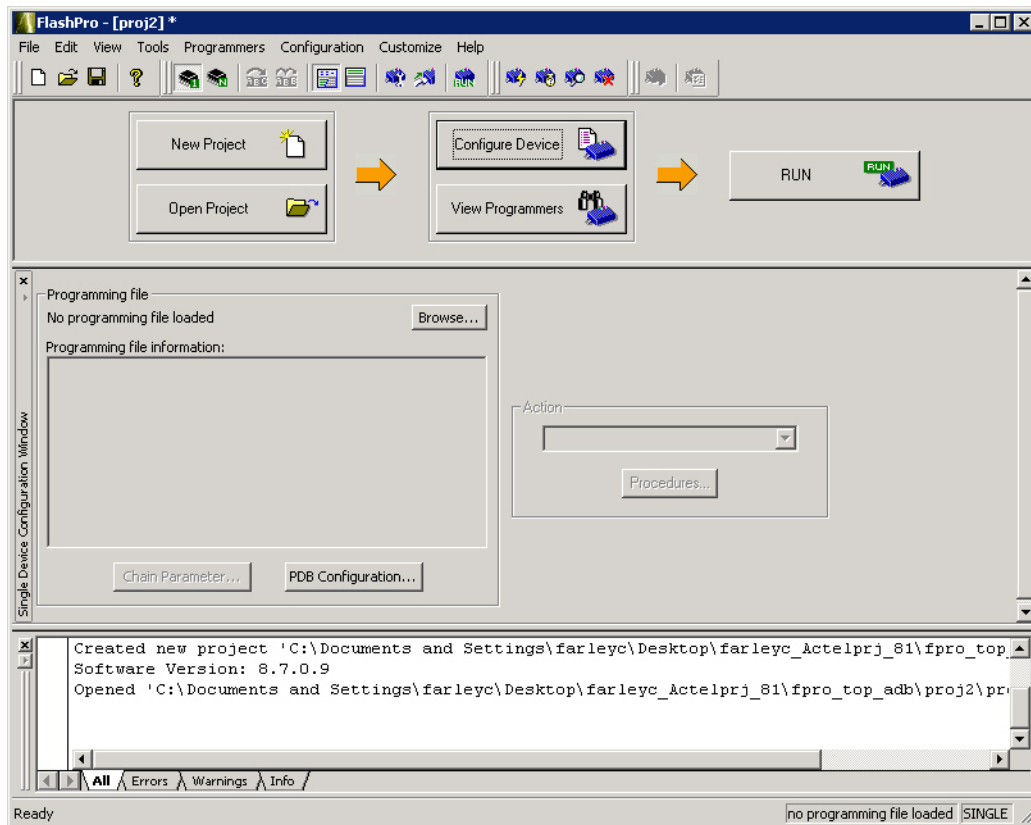 FlashPro - [proj2] *
File Edit View Tools Programmers Configuration Customize Help
New Project
Configure Device
RUN
RUN
Open Project
View Programmers
Single Device Configuration Window
Programming file
No programming file loaded
Browse...
Programming file information:
Action
Procedures...
Chain Parameter...
PDB Configuration...
Created new project 'C:\Documents and Settings\farleyc\Desktop\farleyc_Actelprj_81\fpro_top_
Software Version: 8.7.0.9
Opened 'C:\Documents and Settings\farleyc\Desktop\farleyc_Actelprj_81\fpro_top_adb\proj2\pr
All Errors Warnings Info
Ready
no programming file loaded SINGLE